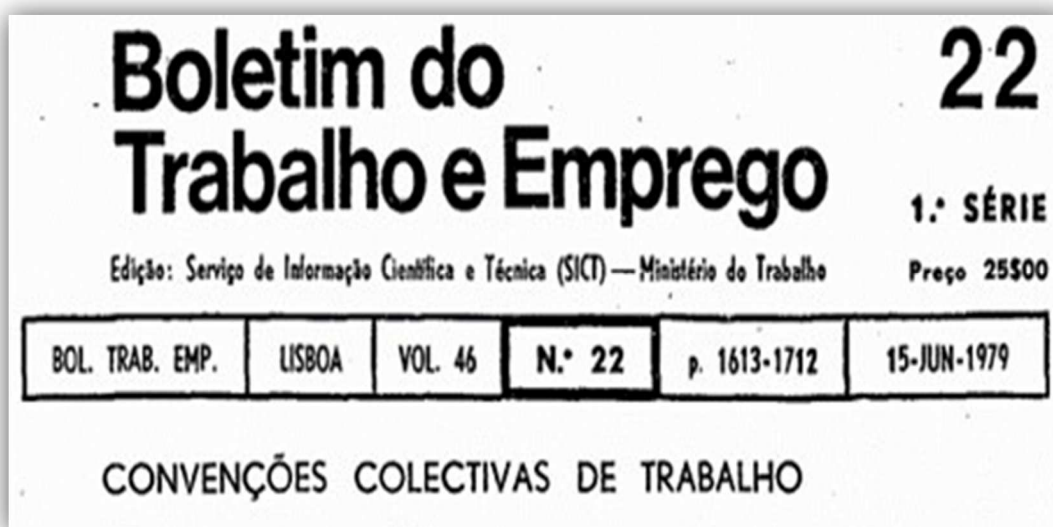 Boletim do
Trabalho e Emprego
22
1.ª SÉRIE
Edição: Serviço de Informação Científica e Técnica (SICT) — Ministério do Trabalho
Preço 25$00
BOL. TRAB. EMP. LISBOA VOL. 46 N.º 22 p. 1613-1712 15-JUN-1979
CONVENÇÕES COLECTIVAS DE TRABALHO